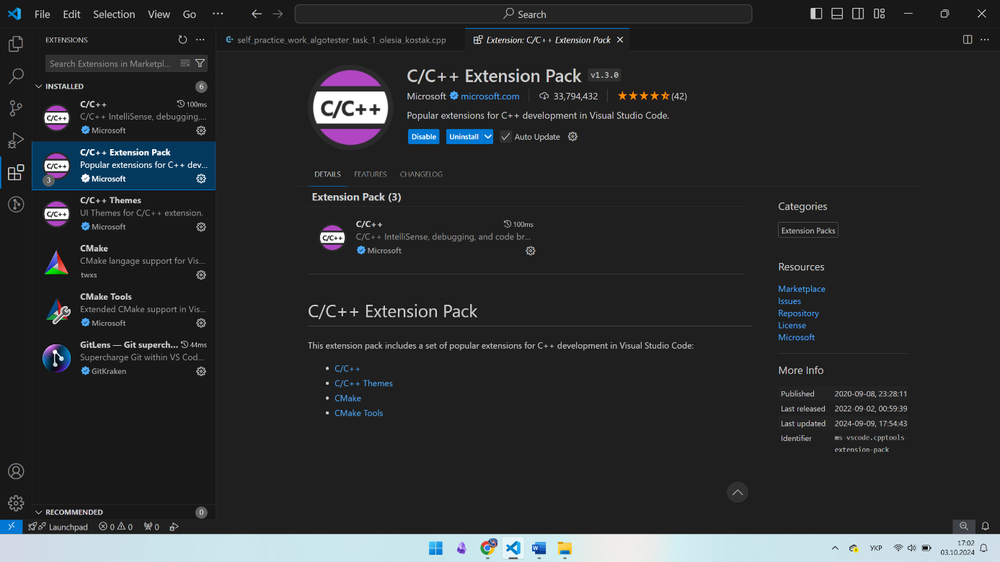 File Edit Selection View Go ··· Search
EXTENSIONS
self_practice_work_algotester_task_1_olesia_kostak.cpp
Extension: C/C++ Extension Pack
Search Extensions in Marketpl...
INSTALLED 6
C/C++ 100ms
C/C++ IntelliSense, debugging,...
Microsoft
C/C++ Extension Pack
Popular extensions for C++ dev...
3 Microsoft
C/C++ Themes
UI Themes for C/C++ extension.
Microsoft
CMake
CMake langage support for Vis...
twxs
CMake Tools
Extended CMake support in Vis...
Microsoft
GitLens — Git superch... 44ms
Supercharge Git within VS Cod...
GitKraken
RECOMMENDED 0
C/C++
C/C++ Extension Pack v1.3.0
Microsoft microsoft.com 33,794,432 (42)
Popular extensions for C++ development in Visual Studio Code.
Disable Uninstall Auto Update
DETAILS FEATURES CHANGELOG
Extension Pack (3)
C/C++ 100ms
C/C++ IntelliSense, debugging, and code br...
Microsoft
C/C++ Extension Pack
This extension pack includes a set of popular extensions for C++ development in Visual Studio Code:
• C/C++
• C/C++ Themes
• CMake
• CMake Tools
Categories
Extension Packs
Resources
Marketplace
Issues
Repository
License
Microsoft
More Info
Published 2020-09-08, 23:28:11
Last released 2022-09-02, 00:59:39
Last updated 2024-09-09, 17:54:43
Identifier ms-vscode.cpptools-
extension-pack
Launchpad 0 0 0
УКР 17:02
03.10.2024